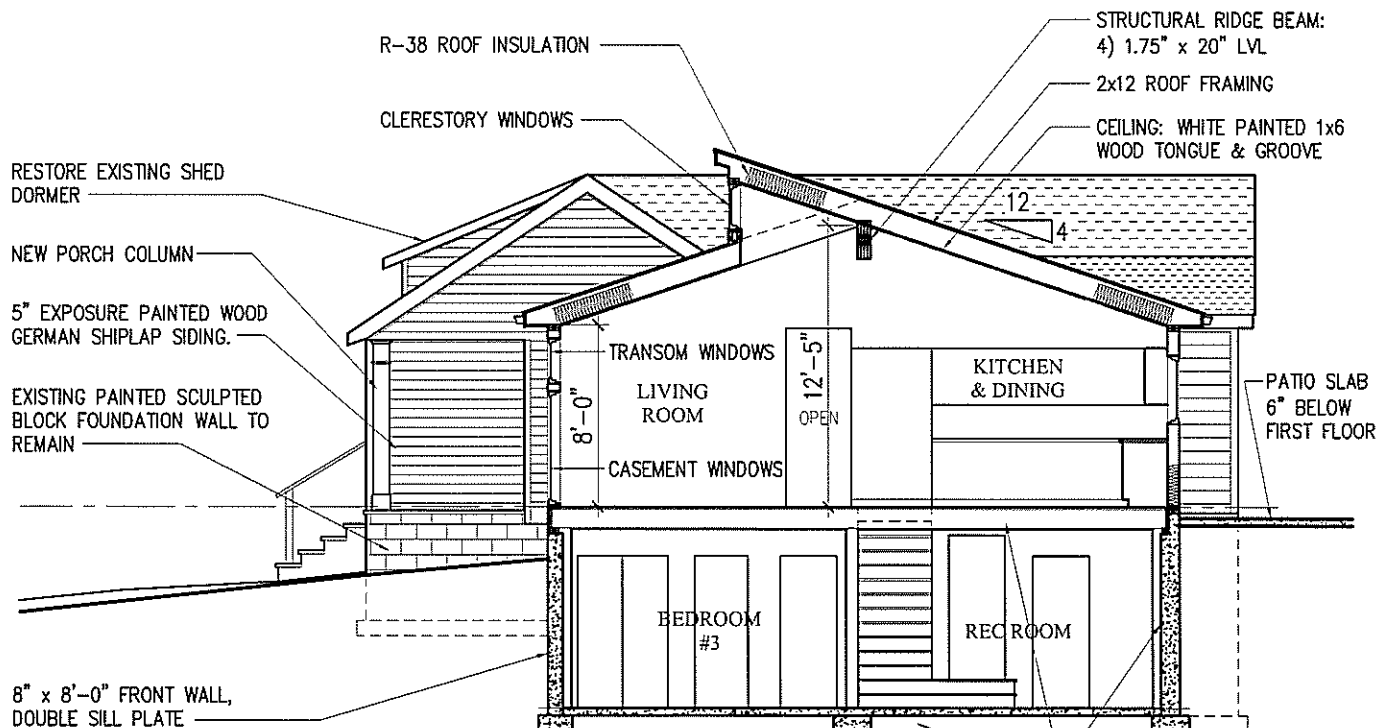 STRUCTURAL RIDGE BEAM:
4) 1.75" x 20" LVL
R-38 ROOF INSULATION
2x12 ROOF FRAMING
CLERESTORY WINDOWS
CEILING: WHITE PAINTED 1x6
WOOD TONGUE & GROOVE
RESTORE EXISTING SHED
DORMER
12
4
NEW PORCH COLUMN
5" EXPOSURE PAINTED WOOD
GERMAN SHIPLAP SIDING.
TRANSOM WINDOWS
LIVING
ROOM
8'-0"
12'-5"
OPEN
KITCHEN
& DINING
EXISTING PAINTED SCULPTED
BLOCK FOUNDATION WALL TO
REMAIN
PATIO SLAB
6" BELOW
FIRST FLOOR
CASEMENT WINDOWS
BEDROOM
#3
REC ROOM
8" x 8'-0" FRONT WALL,
DOUBLE SILL PLATE